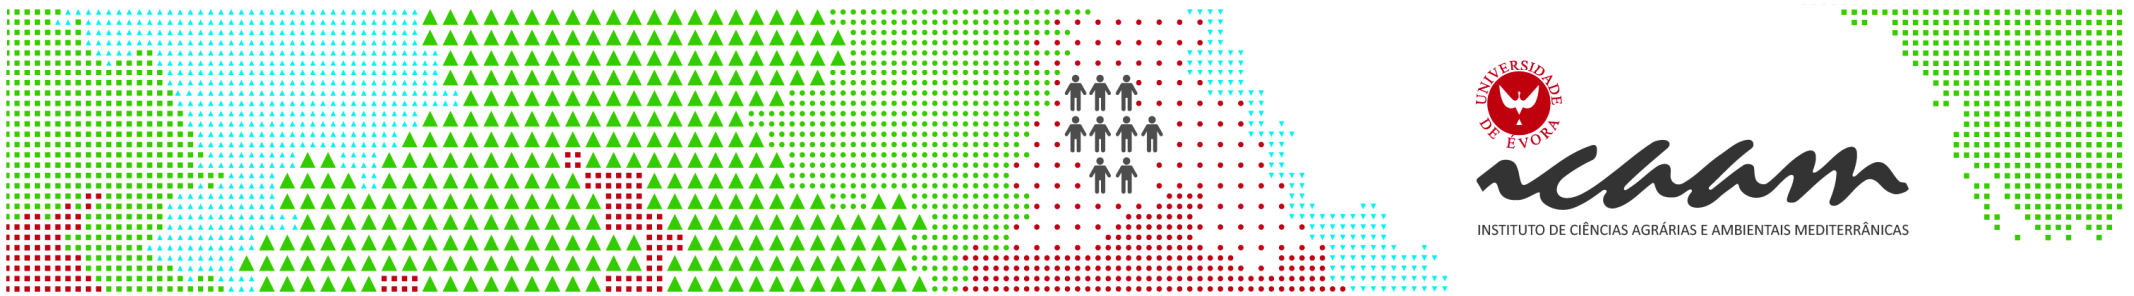 UNIVERSIDADE
DE ÉVORA
icaam
INSTITUTO DE CIÊNCIAS AGRÁRIAS E AMBIENTAIS MEDITERRÂNICAS